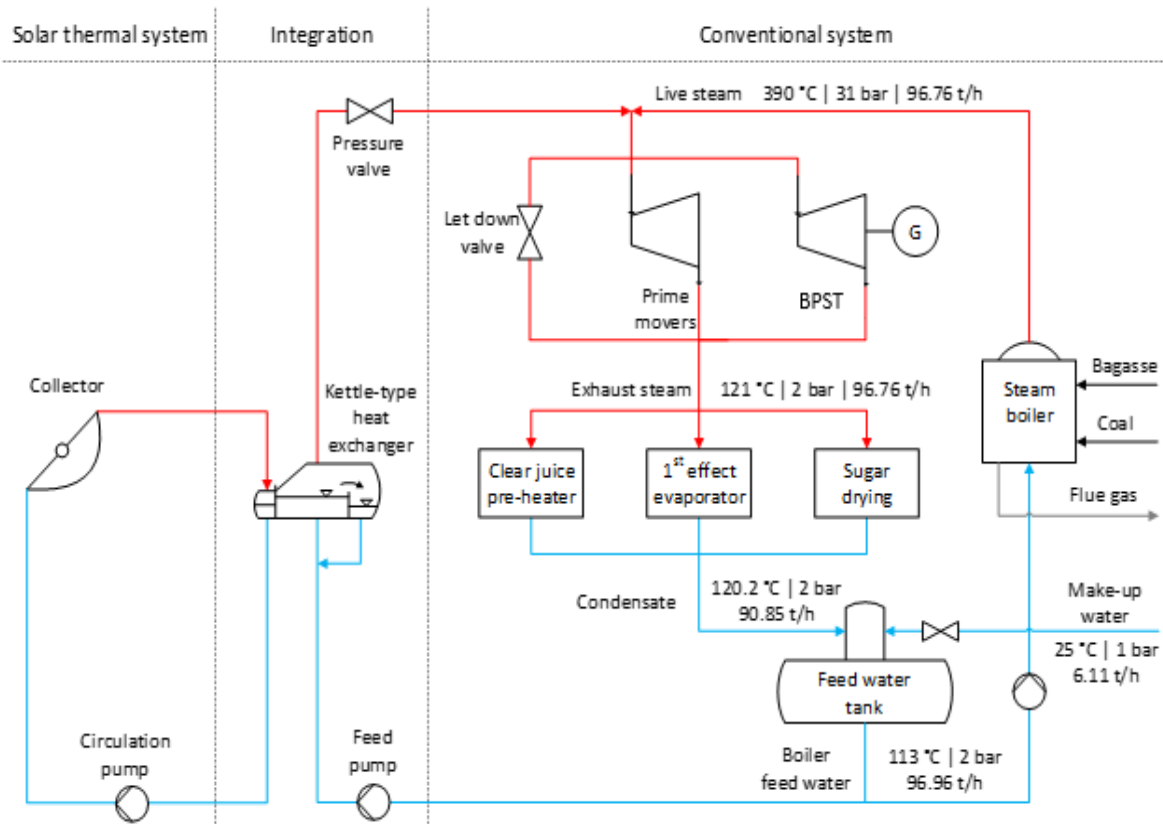 Solar thermal system
Integration
Conventional system
Live steam 390 °C | 31 bar | 96.76 t/h
Pressure
valve
Let down
valve
G
Prime
movers
BPST
Collector
Kettle-type
heat
exchanger
Exhaust steam 121 °C | 2 bar | 96.76 t/h
Steam
boiler
Bagasse
Coal
Flue gas
Clear juice
pre-heater
1st effect
evaporator
Sugar
drying
Condensate
120.2 °C | 2 bar
90.85 t/h
Make-up
water
25 °C | 1 bar
6.11 t/h
Feed water
tank
Circulation
pump
Feed
pump
Boiler
feed water
113 °C | 2 bar
96.96 t/h